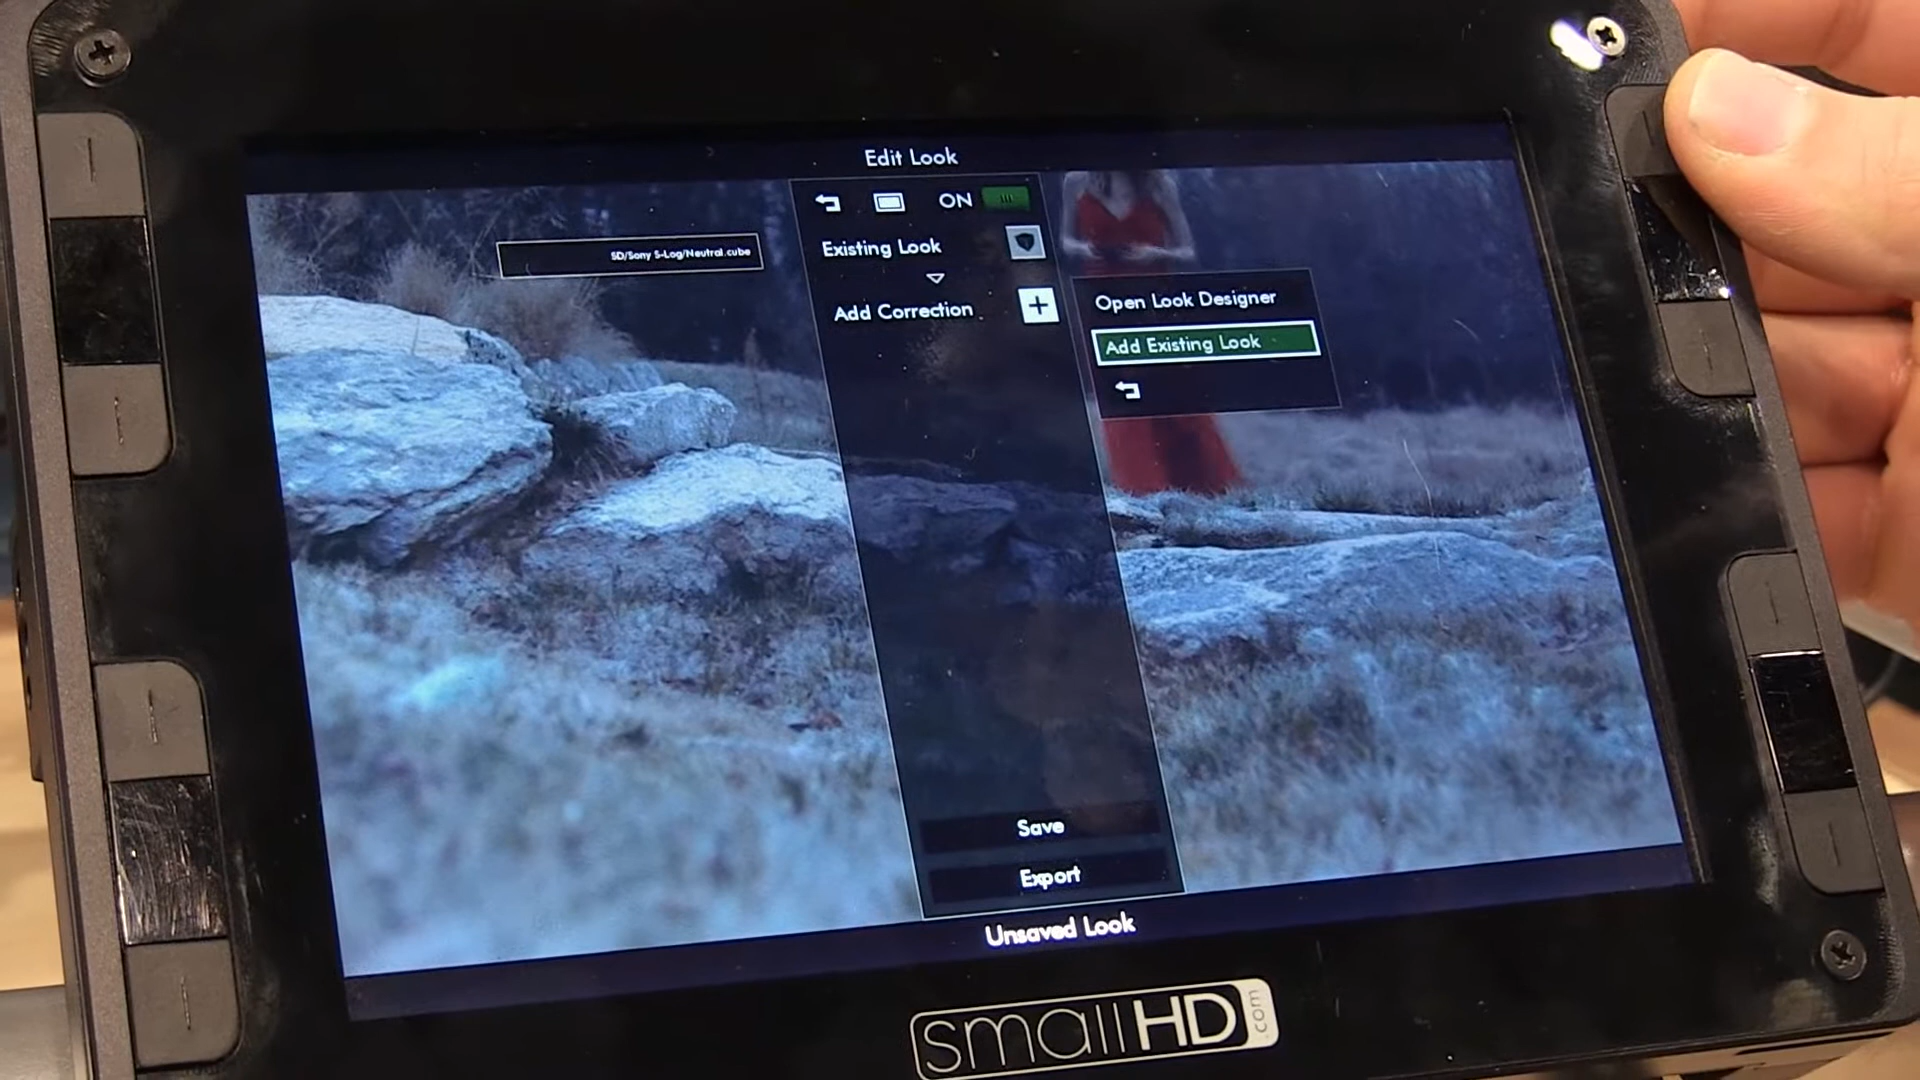 Edit Look
ON
SD/Sony S-Log/Neutral.cube
Existing Look
Add Correction
Open Look Designer
Add Existing Look
Save
Export
Unsaved Look
smallHD.com